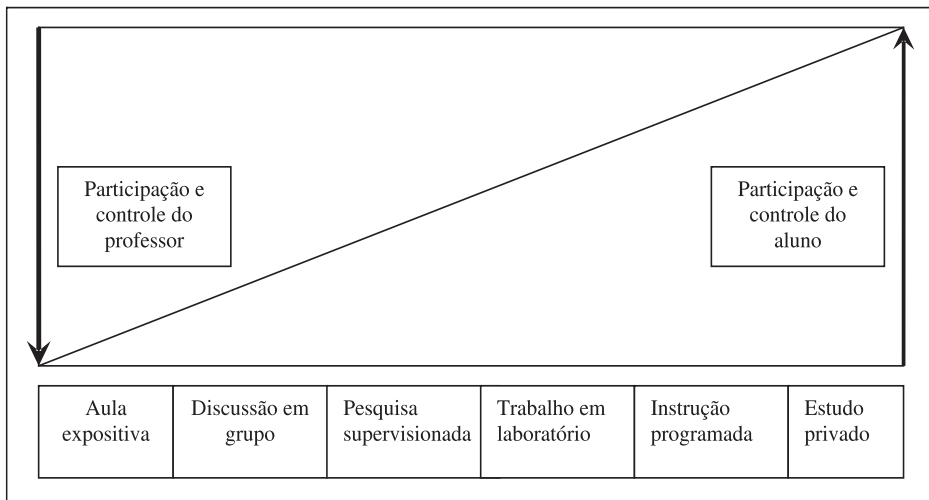 Participação e
controle do
professor
Participação e
controle do
aluno
Aula
expositiva
Discussão em
grupo
Pesquisa
supervisionada
Trabalho em
laboratório
Instrução
programada
Estudo
privado